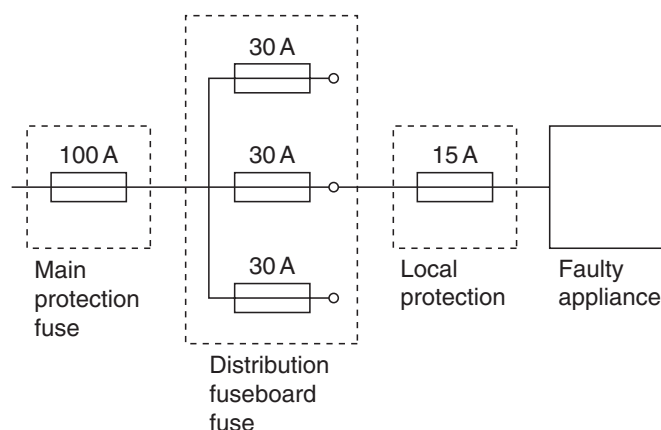 30 A
100 A
30 A
15 A
30 A
Main
protection
fuse
Local
protection
Faulty
appliance
Distribution
fuseboard
fuse